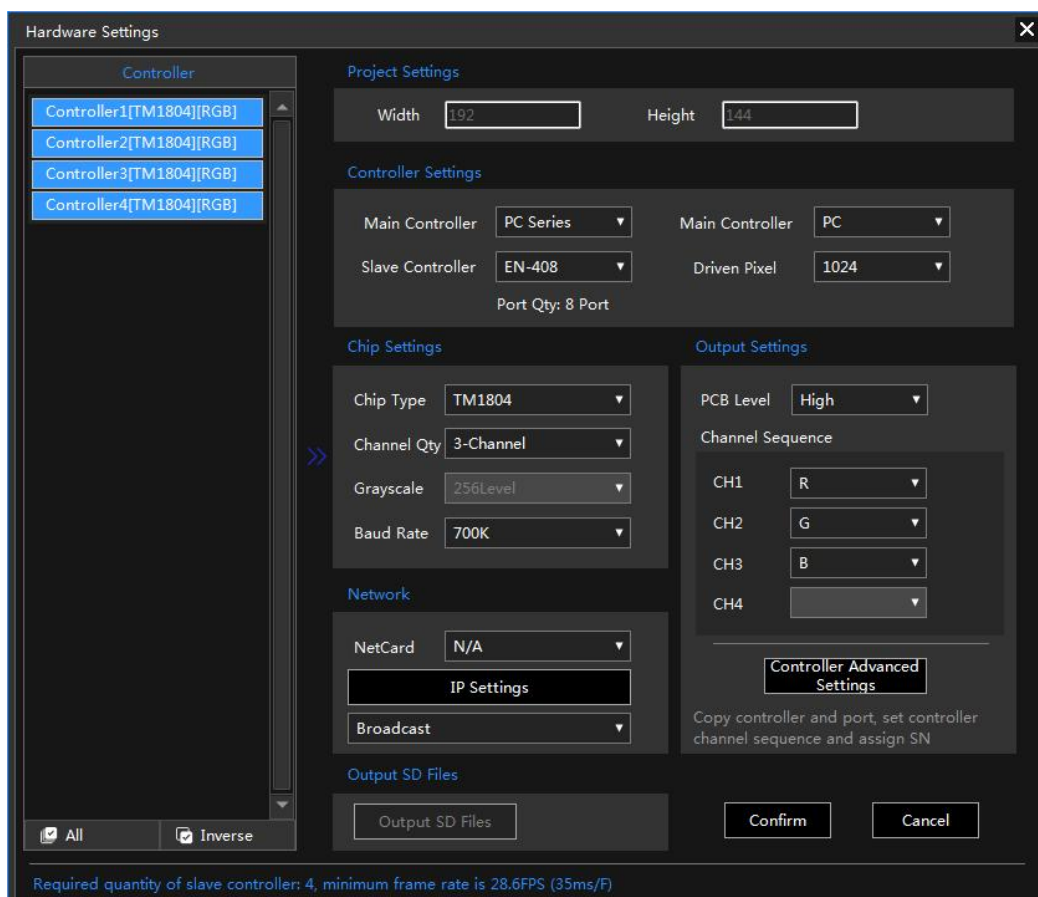 Hardware Settings
Controller
Controller1[TM1804][RGB]
Controller2[TM1804][RGB]
Controller3[TM1804][RGB]
Controller4[TM1804][RGB]
All
Inverse
Project Settings
Width 192 Height 144
Controller Settings
Main Controller PC Series Main Controller PC
Slave Controller EN-408 Driven Pixel 1024
Port Qty: 8 Port
Chip Settings
Chip Type TM1804
Channel Qty 3-Channel
Grayscale 256Level
Baud Rate 700K
Network
NetCard N/A
IP Settings
Broadcast
Output SD Files
Output SD Files
Output Settings
PCB Level High
Channel Sequence
CH1 R
CH2 G
CH3 B
CH4
Controller Advanced
Settings
Copy controller and port, set controller
channel sequence and assign SN
Confirm
Cancel
Required quantity of slave controller: 4, minimum frame rate is 28.6FPS (35ms/F)